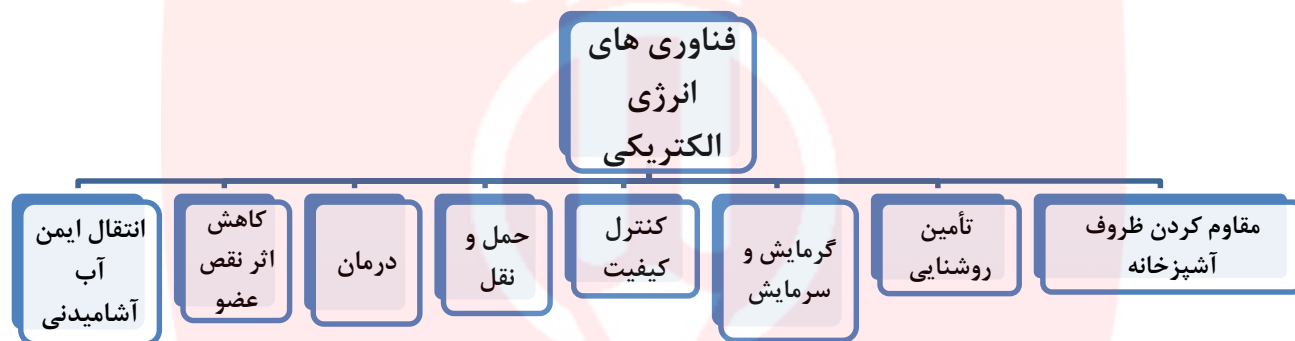 فناوری های
انرژی
الکتریکی
مقاوم کردن ظروف
آشپزخانه
تأمین
روشنایی
گرمایش و
سرمایش
کنترل
کیفیت
حمل و
نقل
درمان
کاهش
اثر نقص
عضو
انتقال ایمن
آب
آشامیدنی